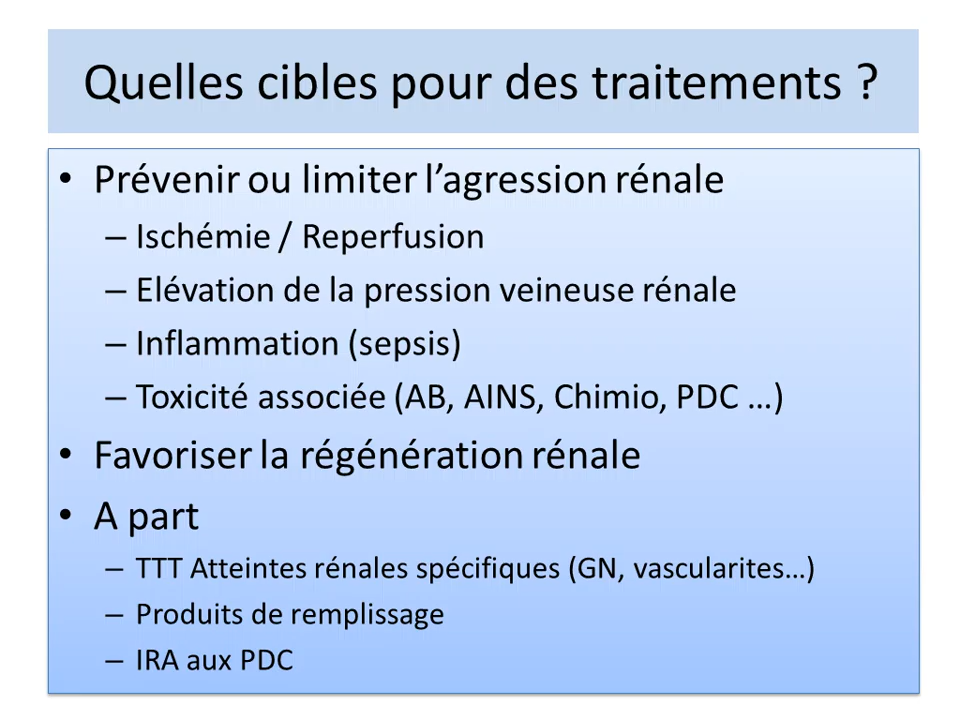 Quelles cibles pour des traitements ?
• Prévenir ou limiter l’agression rénale
– Ischémie / Reperfusion
– Elévation de la pression veineuse rénale
– Inflammation (sepsis)
– Toxicité associée (AB, AINS, Chimio, PDC …)
• Favoriser la régénération rénale
• A part
– TTT Atteintes rénales spécifiques (GN, vascularites…)
– Produits de remplissage
– IRA aux PDC